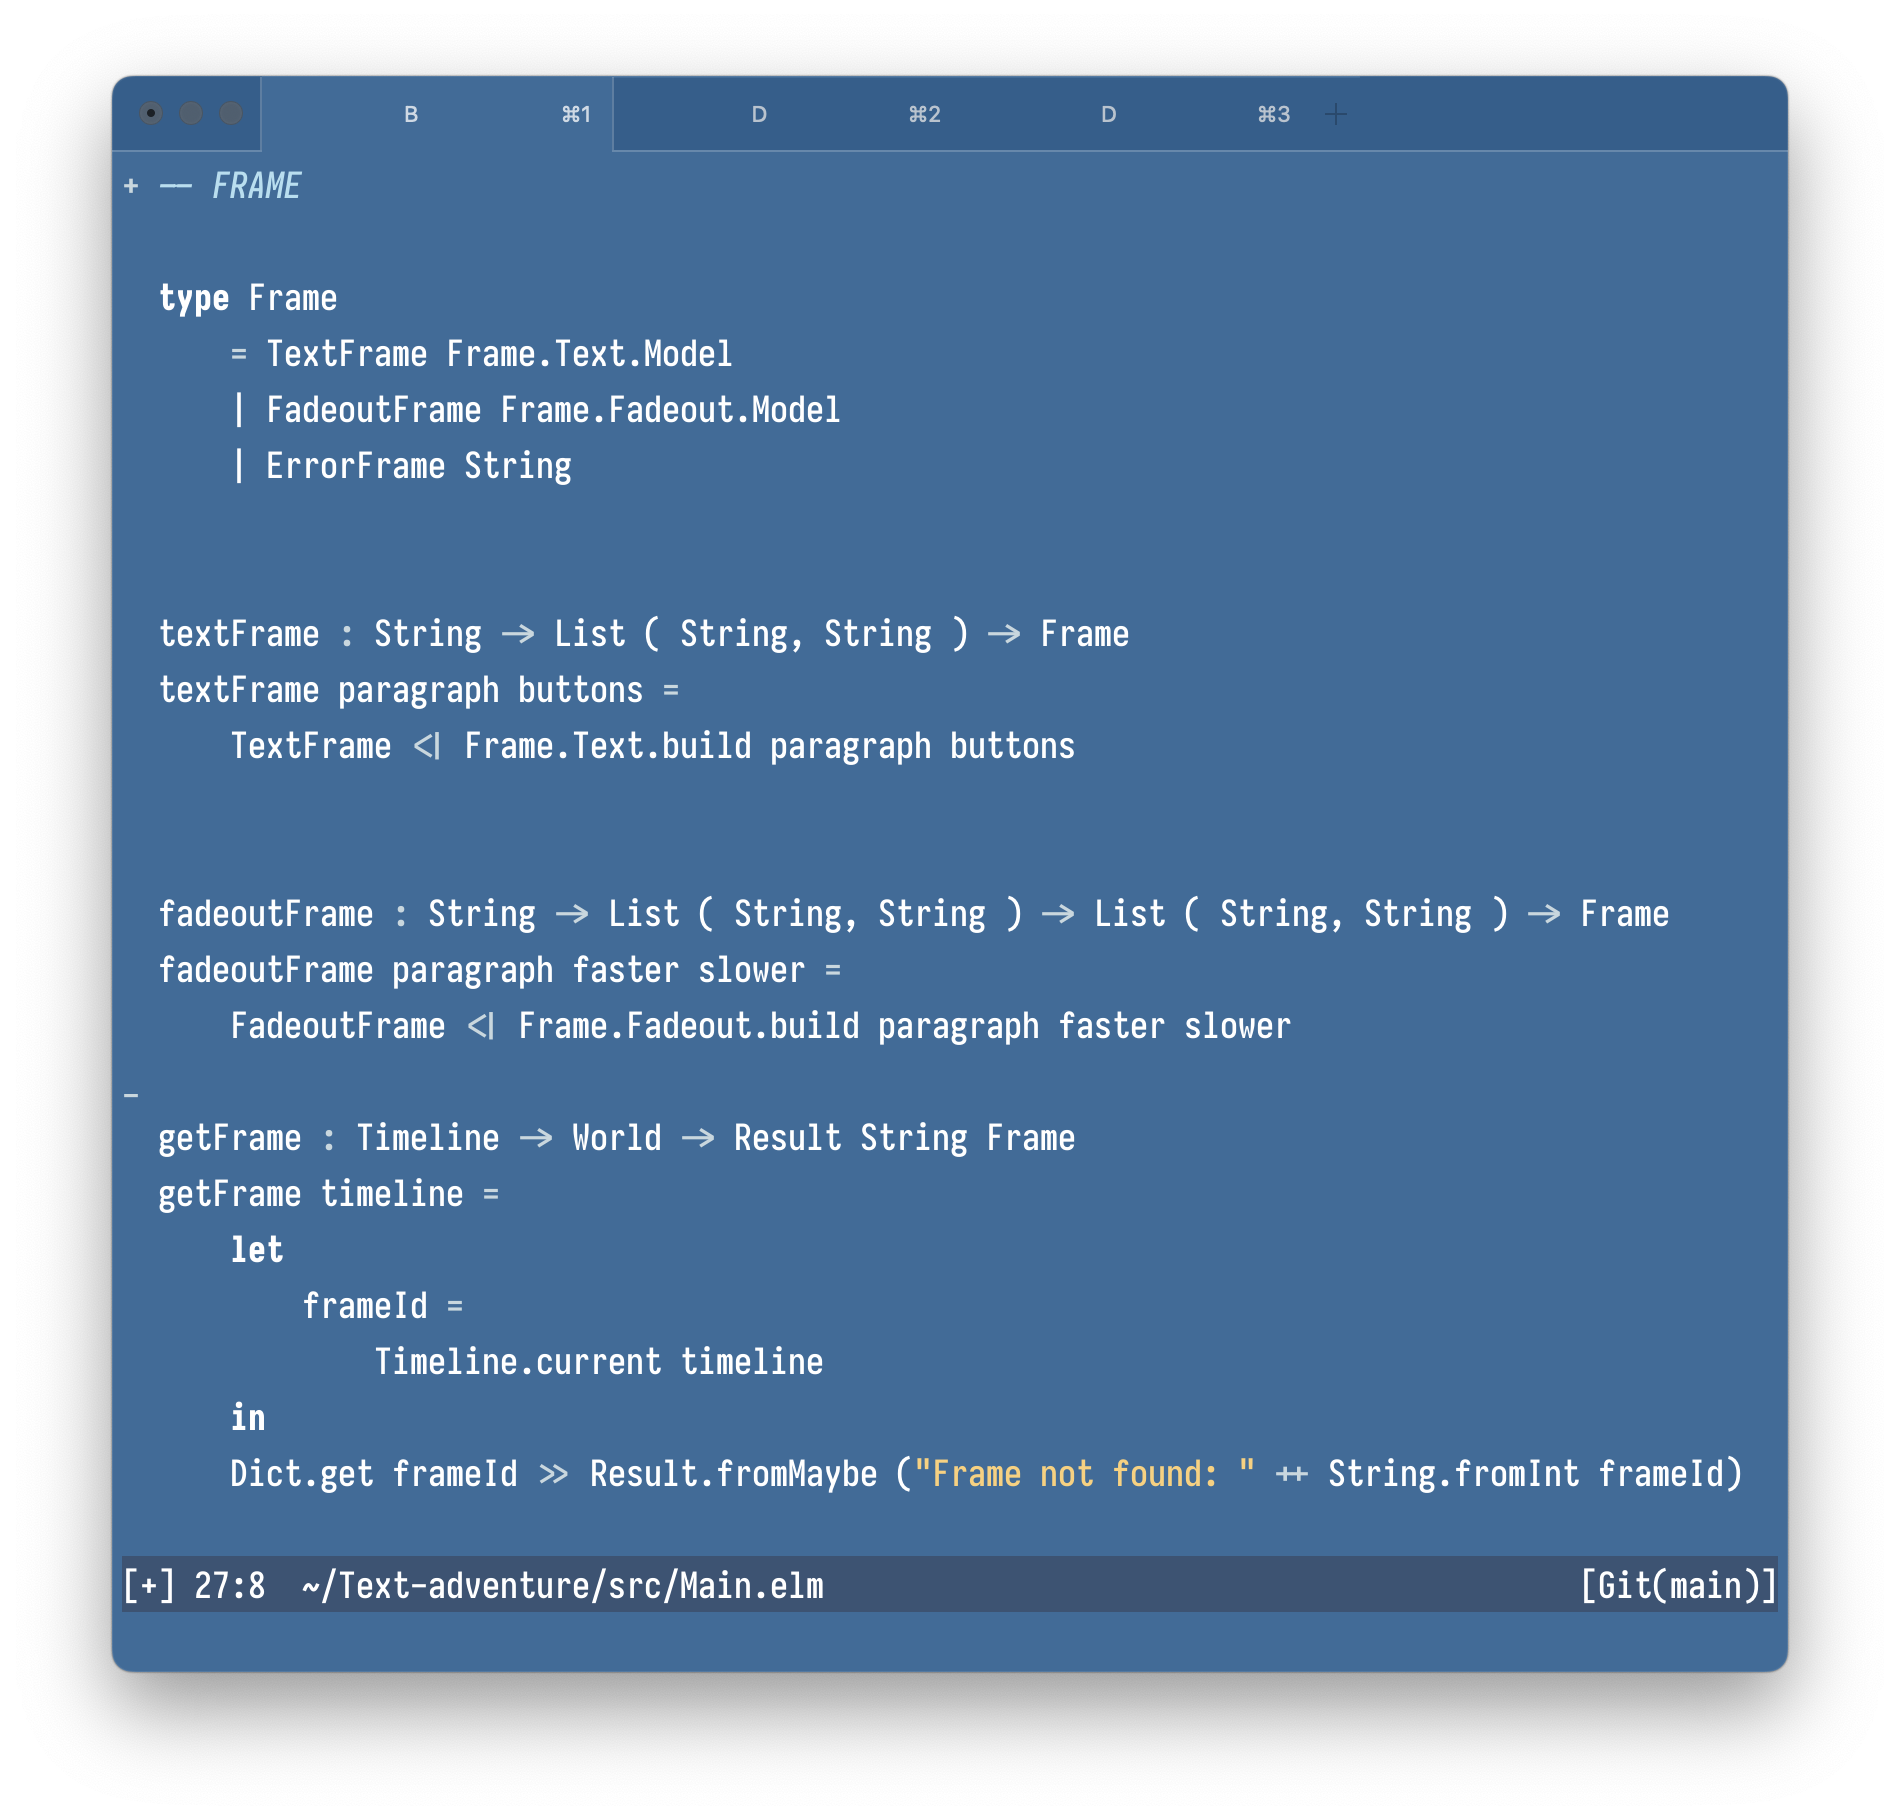 B ⌘1 D ⌘2 D ⌘3 +
+ -- FRAME
type Frame
= TextFrame Frame.Text.Model
| FadeoutFrame Frame.Fadeout.Model
| ErrorFrame String
textFrame : String -> List ( String, String ) -> Frame
textFrame paragraph buttons =
TextFrame <| Frame.Text.build paragraph buttons
fadeoutFrame : String -> List ( String, String ) -> List ( String, String ) -> Frame
fadeoutFrame paragraph faster slower =
FadeoutFrame <| Frame.Fadeout.build paragraph faster slower
_
getFrame : Timeline -> World -> Result String Frame
getFrame timeline =
let
frameId =
Timeline.current timeline
in
Dict.get frameId >> Result.fromMaybe ("Frame not found: " ++ String.fromInt frameId)
[+] 27:8 ~/Text-adventure/src/Main.elm [Git(main)]